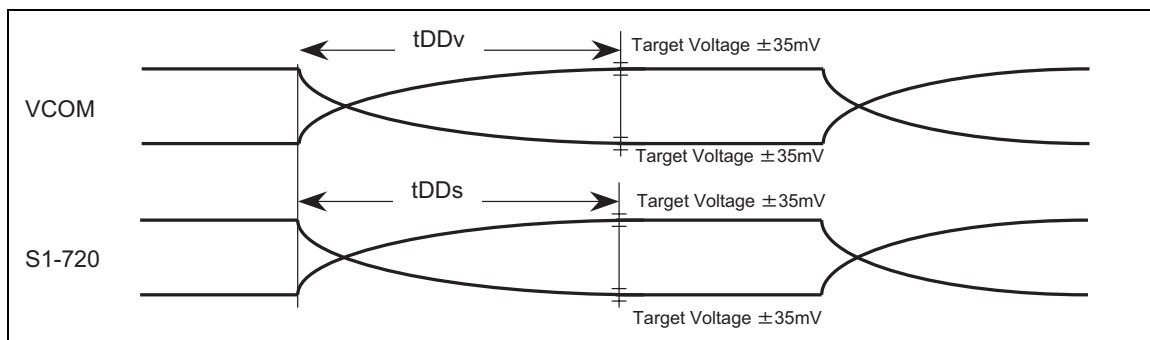 tDDv
Target Voltage ±35mV
VCOM
Target Voltage ±35mV
tDDs
Target Voltage ±35mV
S1-720
Target Voltage ±35mV